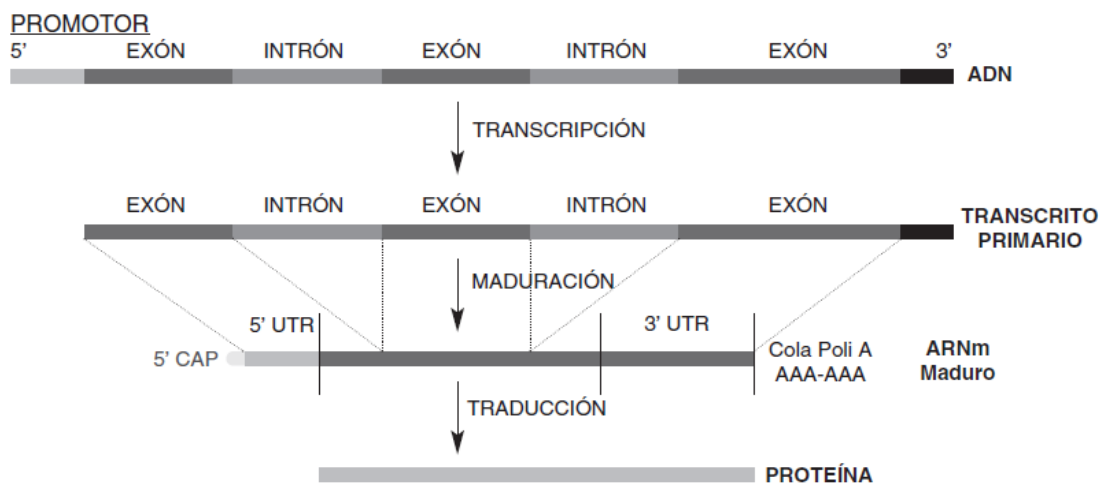 PROMOTOR
5' EXÓN INTRÓN EXÓN INTRÓN EXÓN 3'
ADN
TRANSCRIPCIÓN
EXÓN INTRÓN EXÓN INTRÓN EXÓN
TRANSCRITO
PRIMARIO
MADURACIÓN
5' UTR 3' UTR
5' CAP
Cola Poli A
AAA-AAA
ARNm
Maduro
TRADUCCIÓN
PROTEÍNA